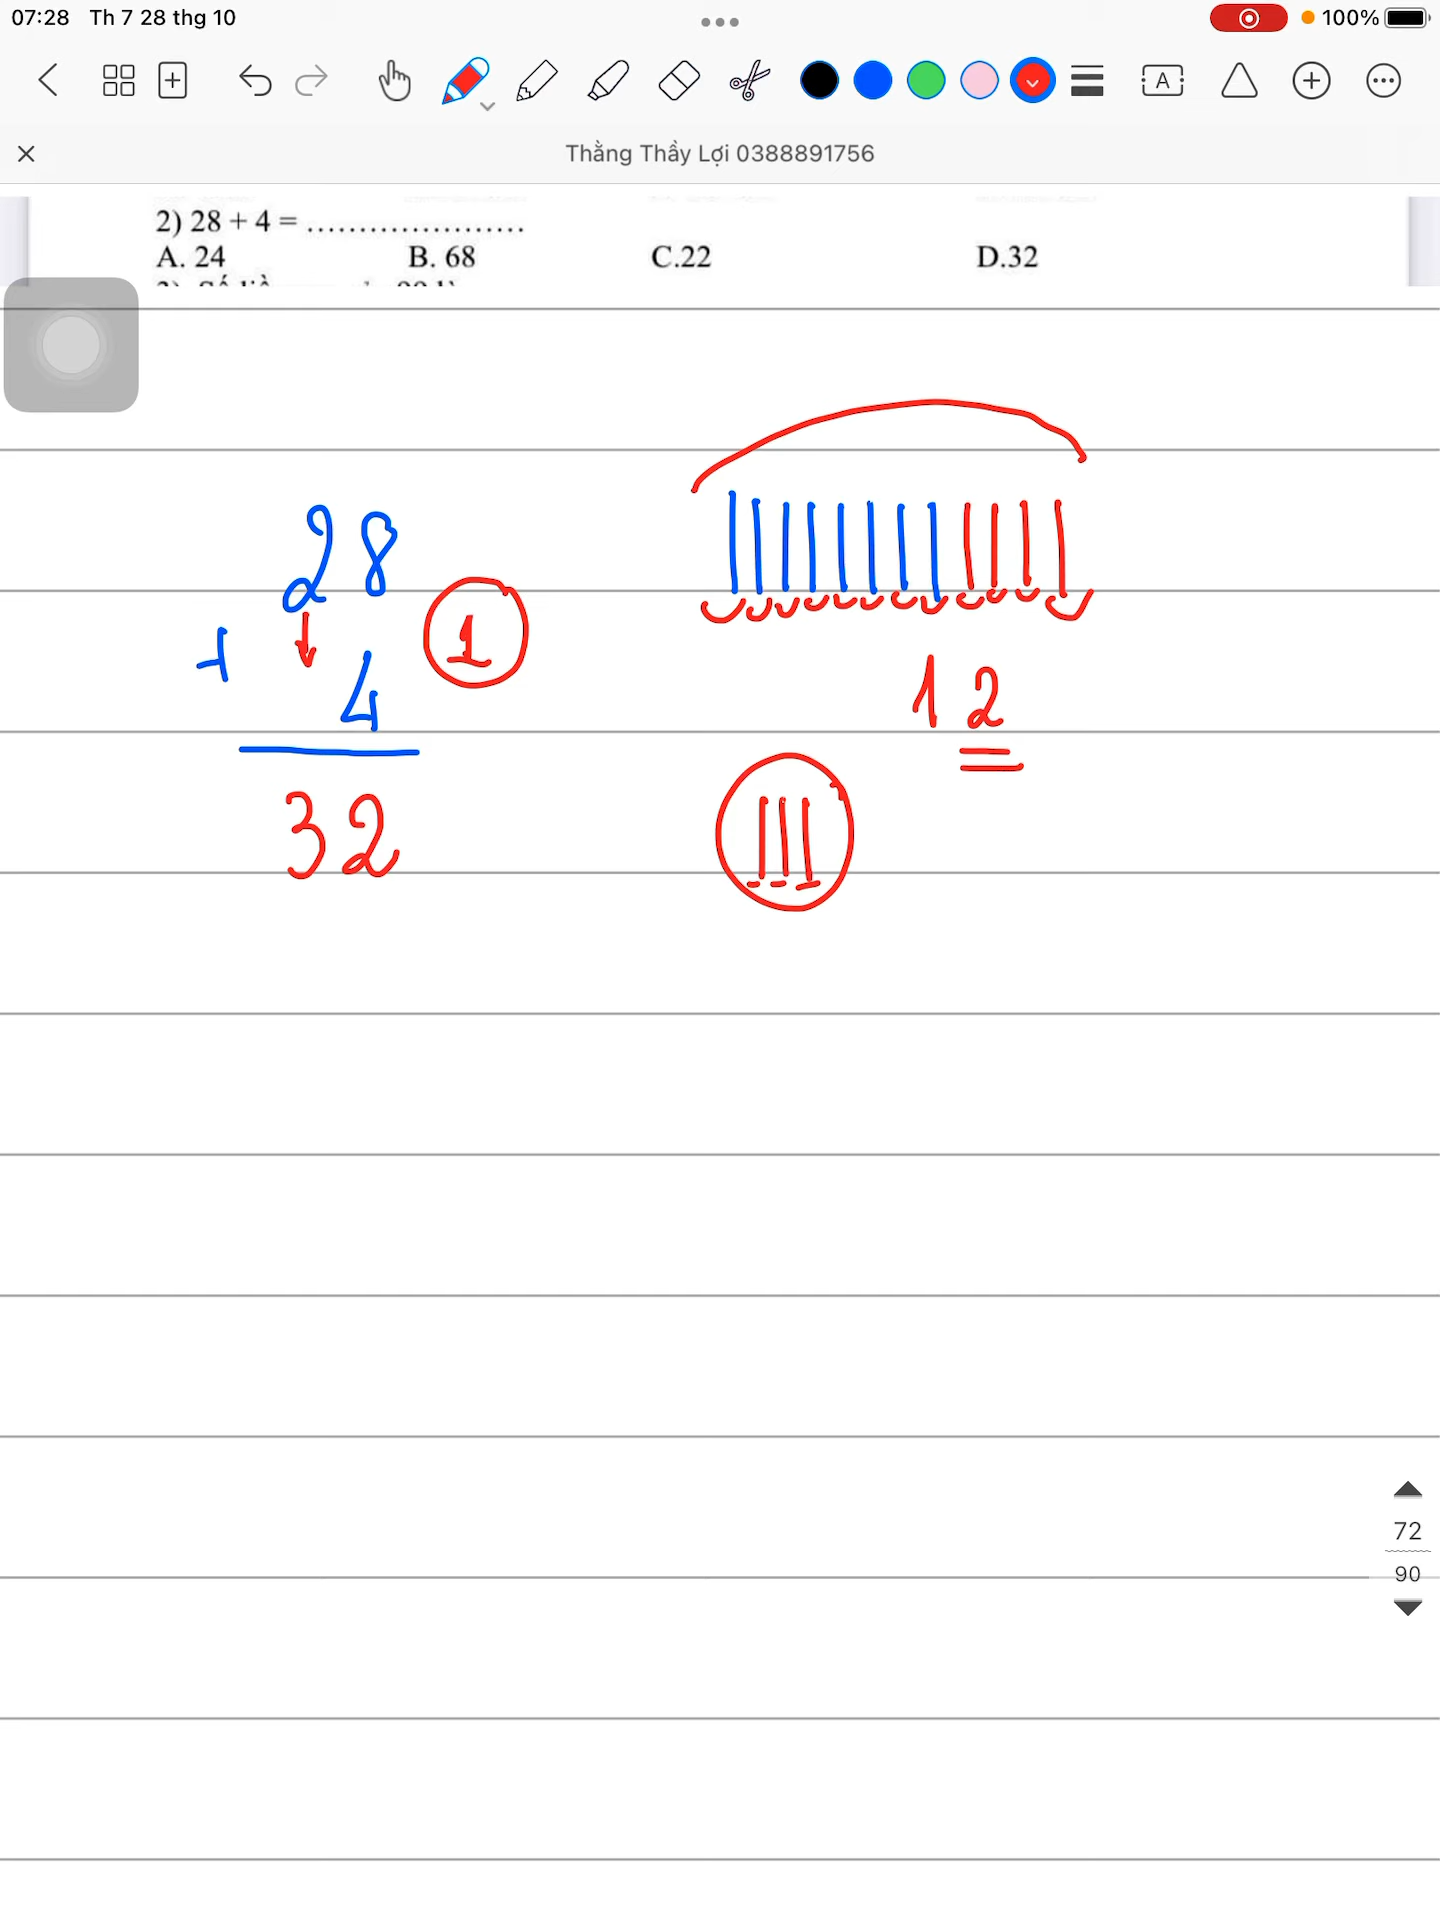 07:28 Th 7 28 thg 10
100%
A
Thằng Thầy Lợi 0388891756
2) 28 + 4 = .....................
A. 24 B. 68 C.22 D.32
28
+ 4
32
1
12
72
90